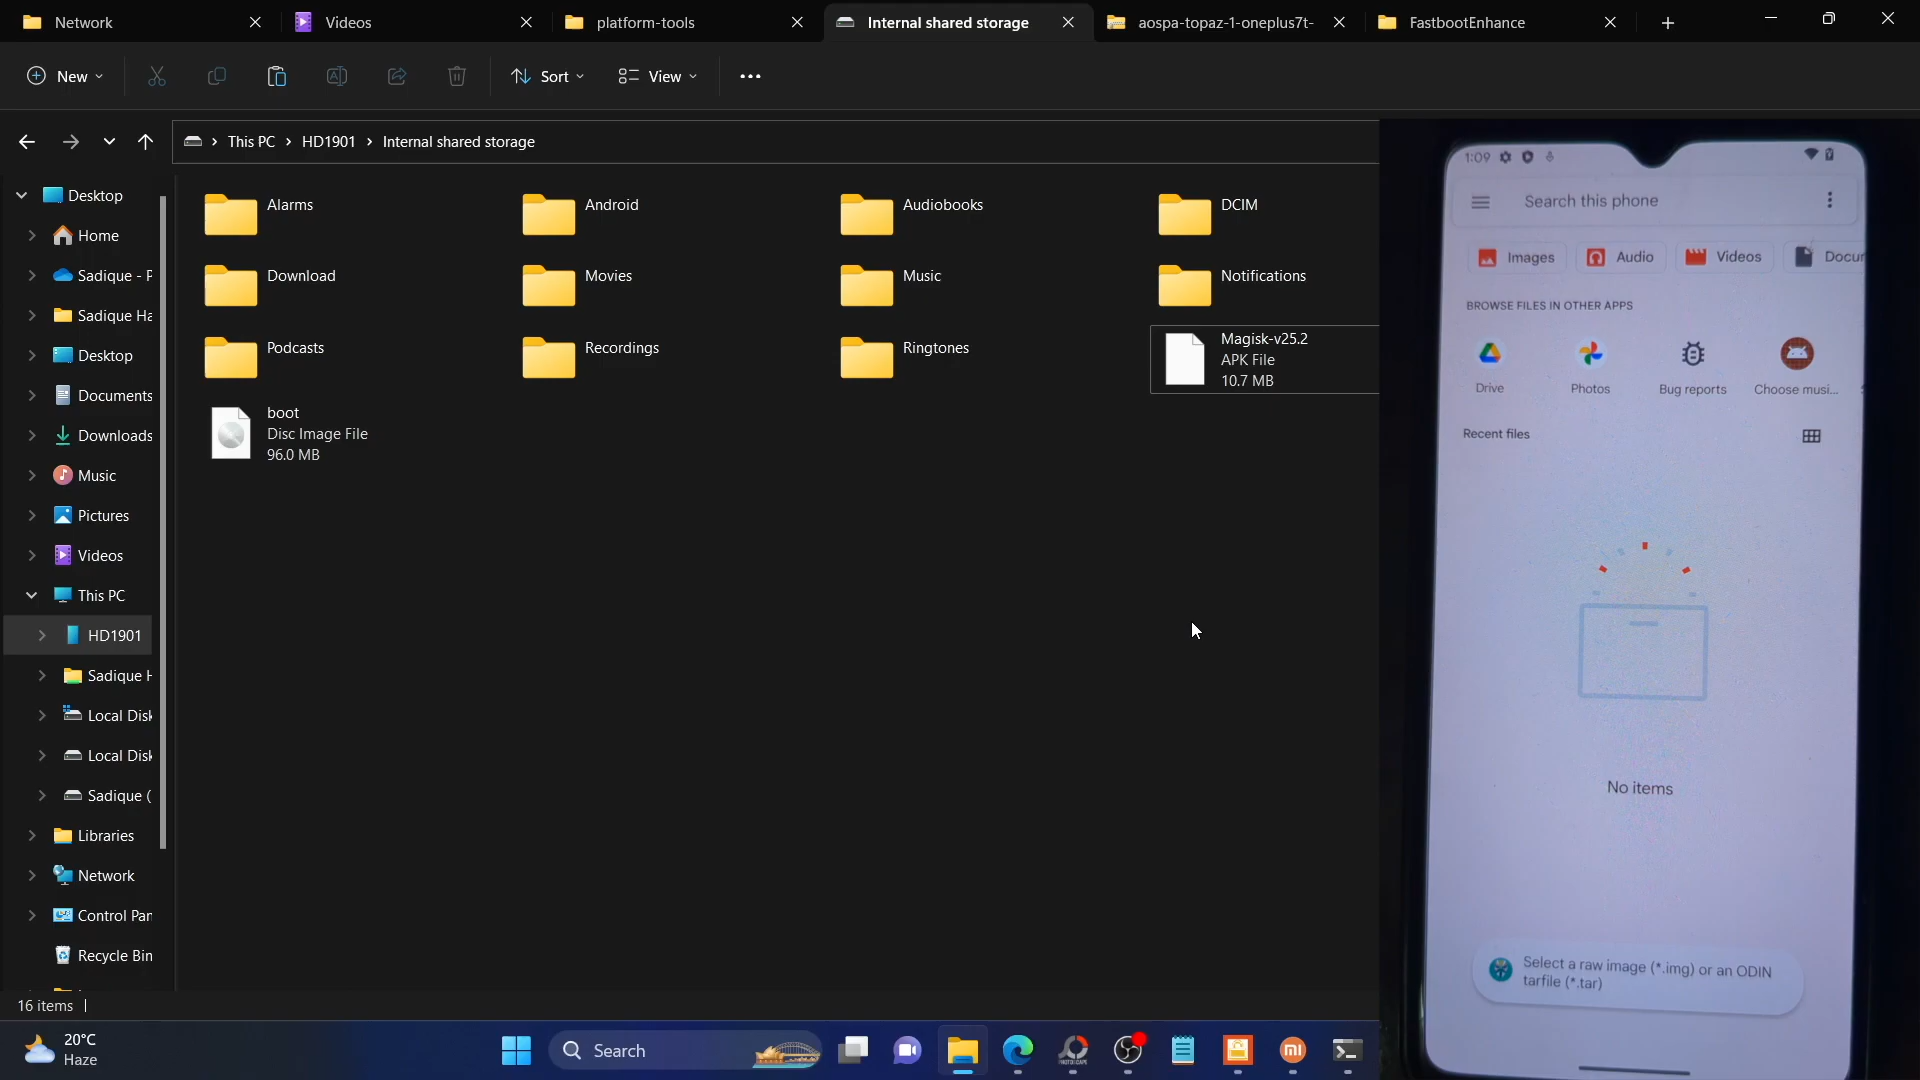 Network
Videos
platform-tools
Internal shared storage
aospa-topaz-1-oneplus7t-
FastbootEnhance
New
Sort
View
This PC
HD1901
Internal shared storage
Desktop
Home
Sadique - P
Sadique Ha
Desktop
Documents
Downloads
Music
Pictures
Videos
This PC
HD1901
Sadique H
Local Disk
Local Disk
Sadique (
Libraries
Network
Control Pan
Recycle Bin
Alarms
Android
Audiobooks
DCIM
Download
Movies
Music
Notifications
Podcasts
Recordings
Ringtones
Magisk-v25.2
APK File
10.7 MB
boot
Disc Image File
96.0 MB
16 items
20°C
Haze
Search
PHOTOSCAPE
mi
1:09
Search this phone
Images
Audio
Videos
Docur
BROWSE FILES IN OTHER APPS
Drive
Photos
Bug reports
Choose musi...
Recent files
No items
Select a raw image (*.img) or an ODIN
tarfile (*.tar)